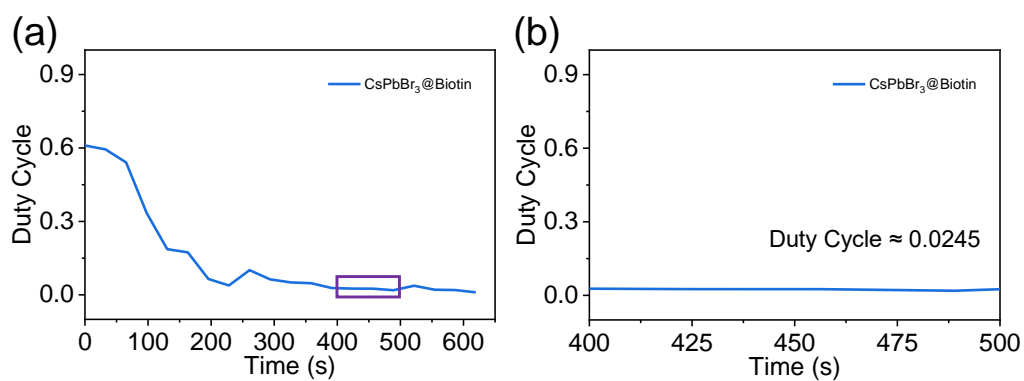 (a)
0.9
0.6
0.3
0.0
Duty Cycle
CsPbBr₃@Biotin
0 100 200 300 400 500 600
Time (s)
(b)
0.9
0.6
0.3
0.0
Duty Cycle
CsPbBr₃@Biotin
Duty Cycle ≈ 0.0245
400 425 450 475 500
Time (s)